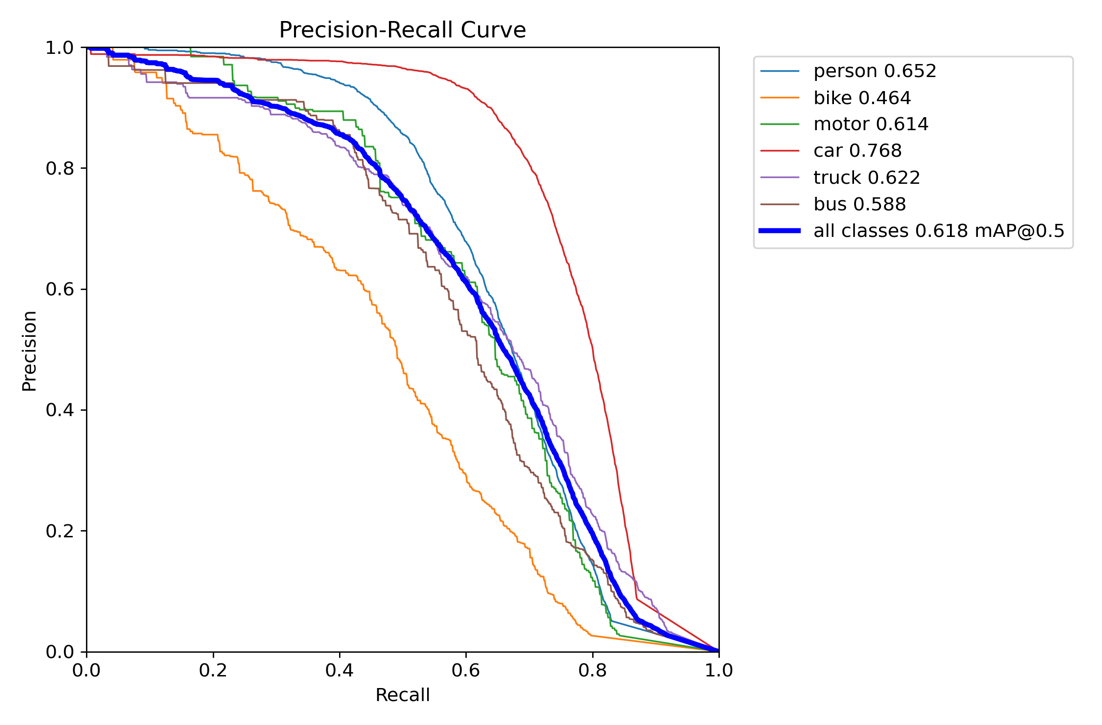 Precision-Recall Curve
1.0
0.8
0.6
0.4
0.2
0.0
Precision
0.0 0.2 0.4 0.6 0.8 1.0
Recall
person 0.652
bike 0.464
motor 0.614
car 0.768
truck 0.622
bus 0.588
all classes 0.618 mAP@0.5